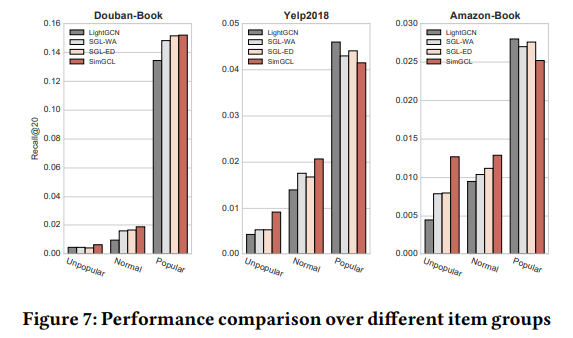 Douban-Book
Yelp2018
Amazon-Book
Recall@20
0.16
0.14
0.12
0.10
0.08
0.06
0.04
0.02
0.00
LightGCN
SGL-WA
SGL-ED
SimGCL
Unpopular
Normal
Popular
0.05
0.04
0.03
0.02
0.01
0.00
LightGCN
SGL-WA
SGL-ED
SimGCL
Unpopular
Normal
Popular
0.030
0.025
0.020
0.015
0.010
0.005
0.000
LightGCN
SGL-WA
SGL-ED
SimGCL
Unpopular
Normal
Popular
Figure 7: Performance comparison over different item groups